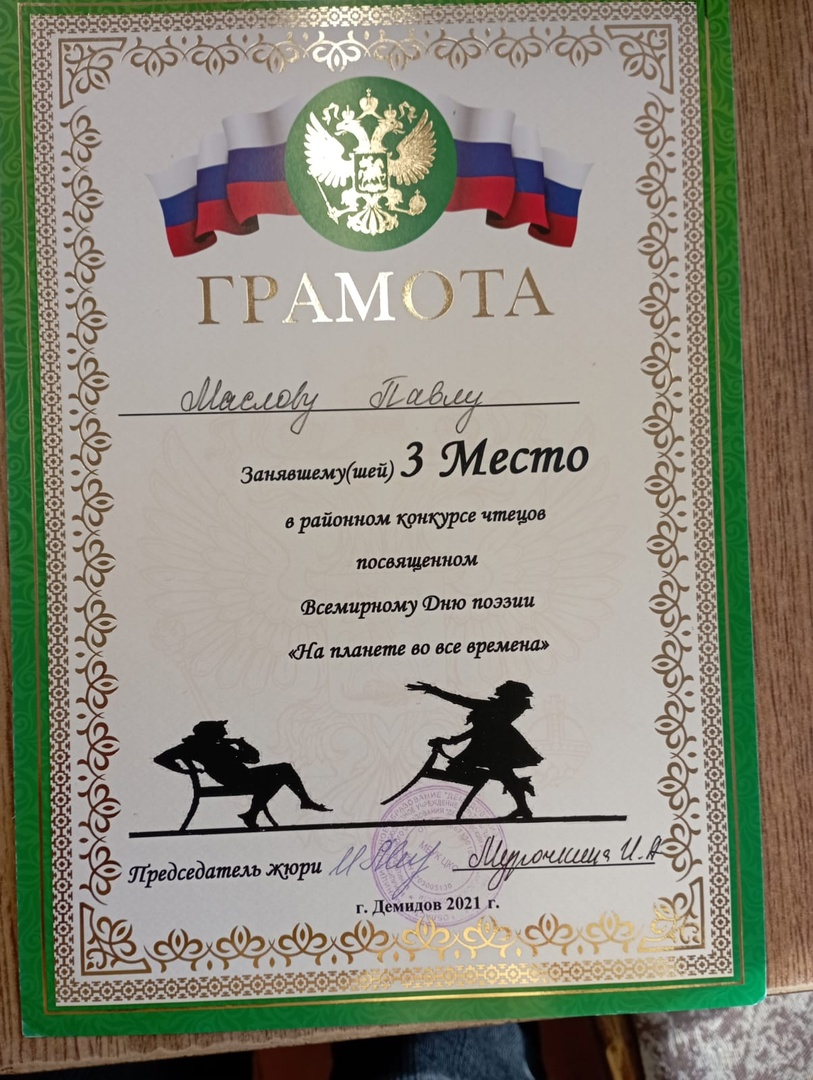 ГРАМОТА
Маслову Павлу
Занявшему(шей) 3 Место
в районном конкурсе чтецов
посвященном
Всемирному Дню поэзии
«На планете во все времена»
Председатель жюри И.А
г. Демидов 2021 г.